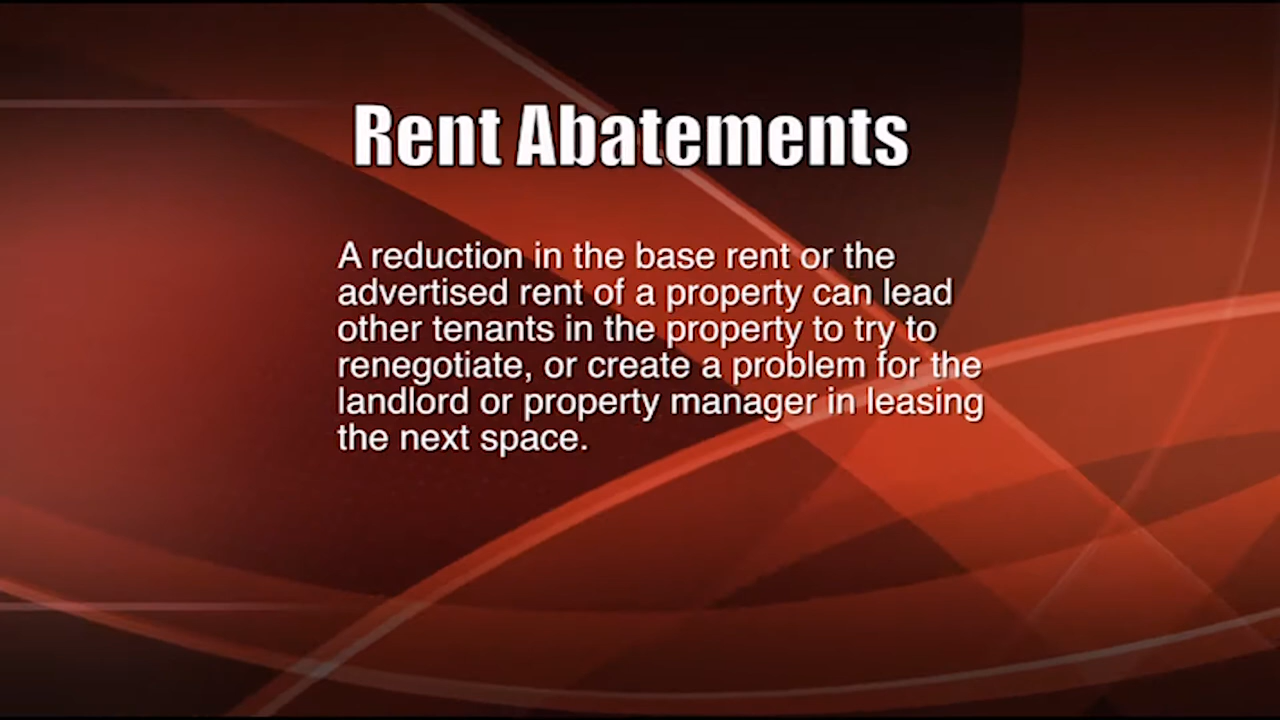 Rent Abatements
A reduction in the base rent or the
advertised rent of a property can lead
other tenants in the property to try to
renegotiate, or create a problem for the
landlord or property manager in leasing
the next space.